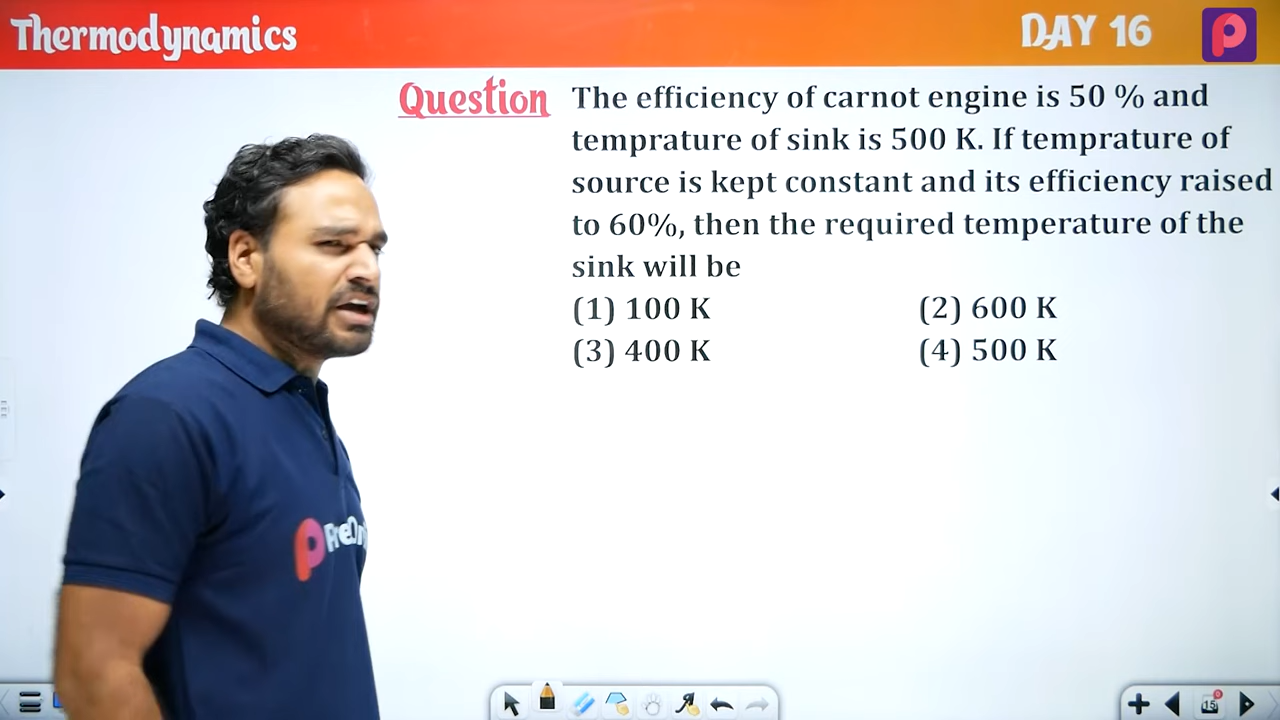 Thermodynamics
DAY 16
Question
The efficiency of carnot engine is 50 % and
temprature of sink is 500 K. If temprature of
source is kept constant and its efficiency raised
to 60%, then the required temperature of the
sink will be
(1) 100 K
(2) 600 K
(3) 400 K
(4) 500 K
15